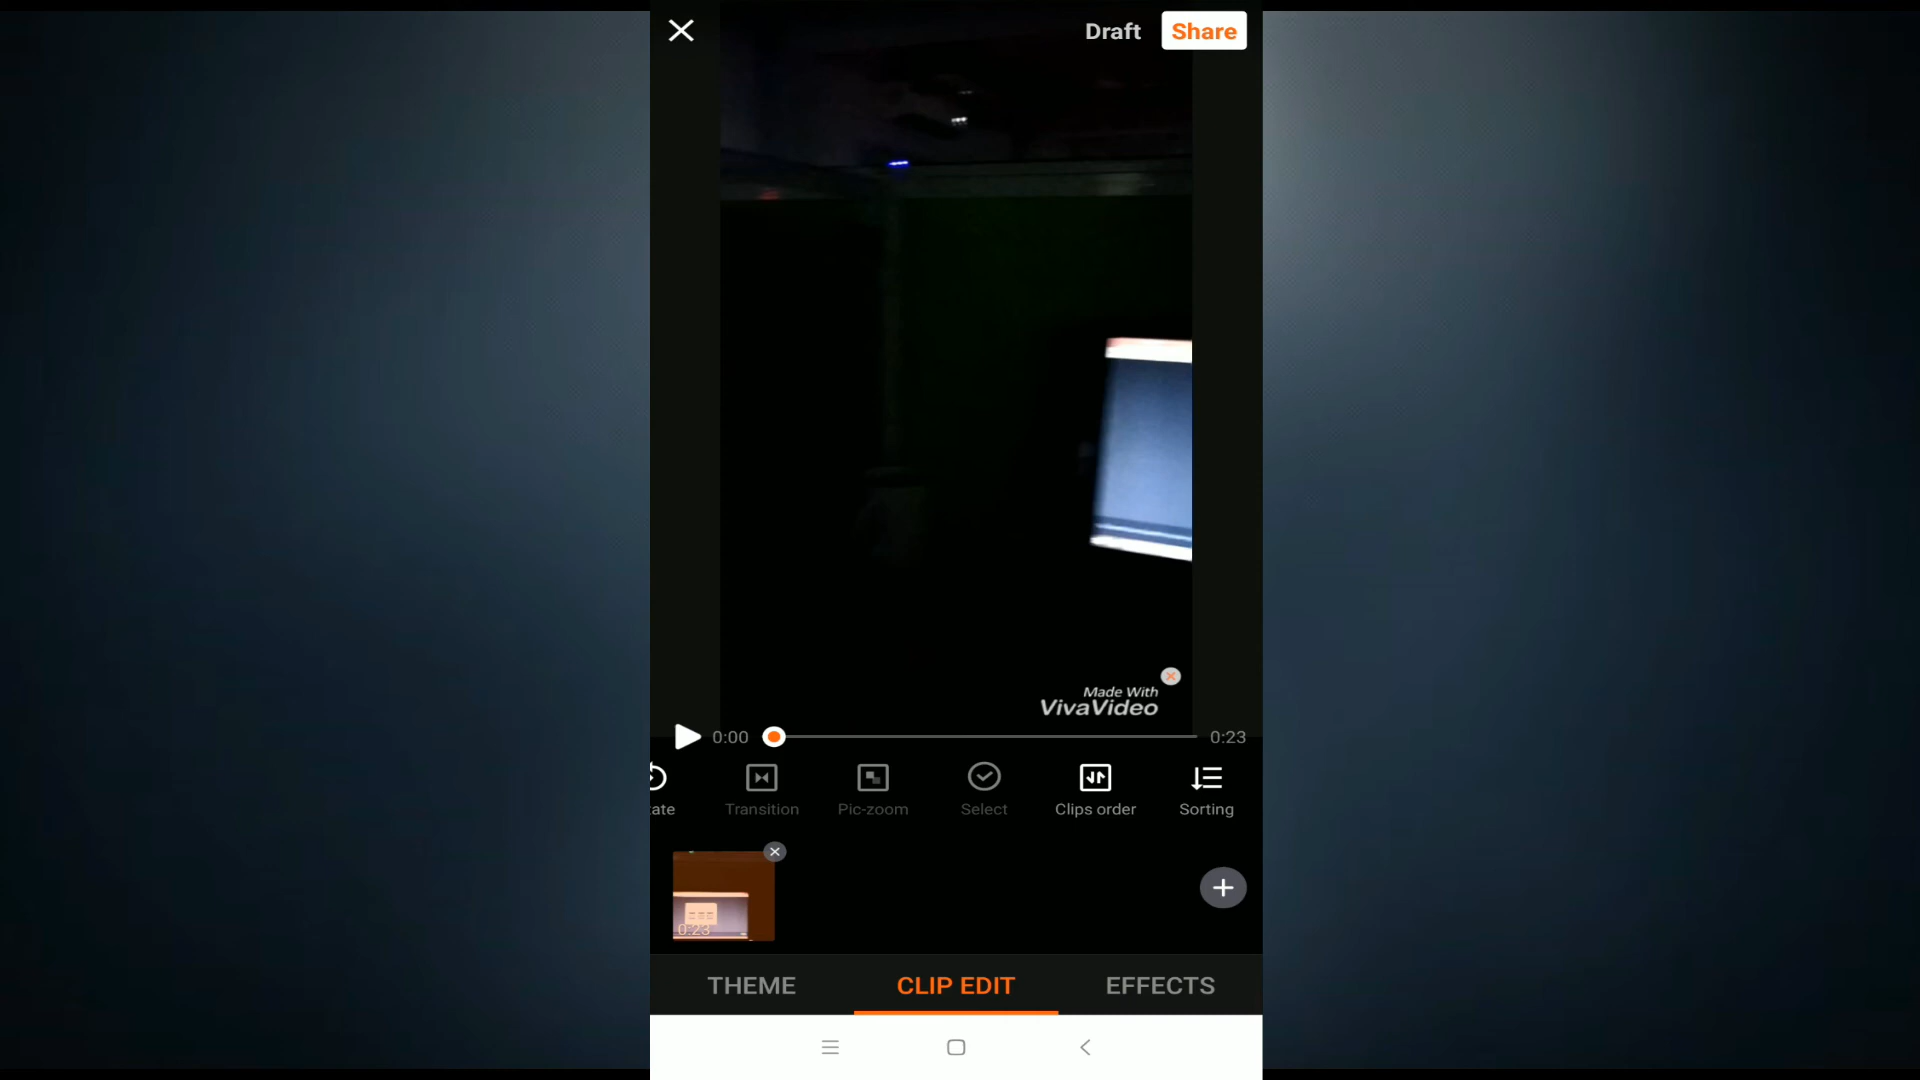 Draft Share
Made With
VivaVideo
0:00 0:23
Transition Pic-zoom Select Clips order Sorting
0:23
THEME CLIP EDIT EFFECTS